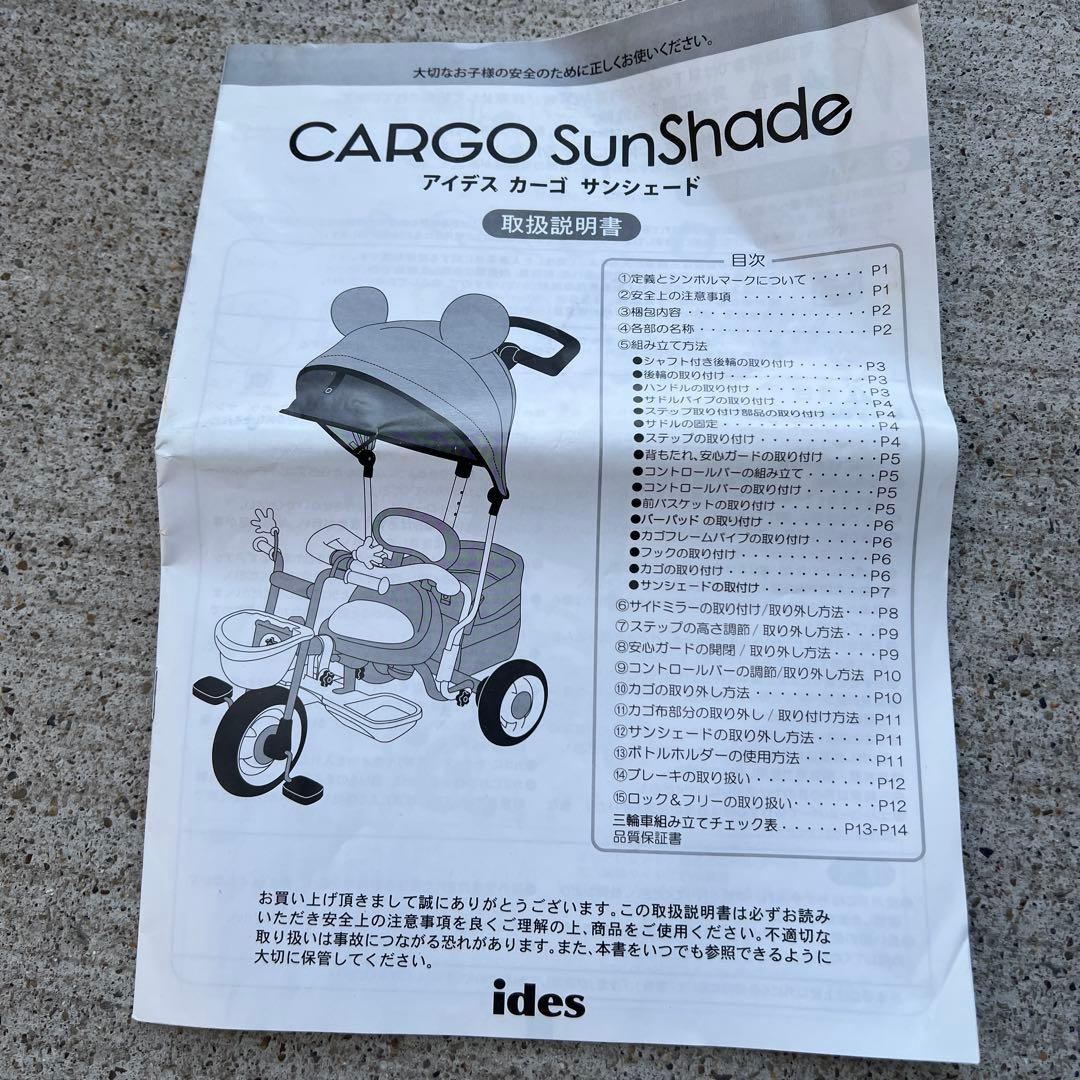 大切なお子様の安全のために正しくお使いください。
CARGO SunShade
アイデス カーゴ サンシェード
取扱説明書
目次
①定義とシンボルマークについて・・・・・P1
②安全上の注意事項 ・・・・・・・・・・・P1
③梱包内容・・・・・・・・・・・・・・・・P2
④各部の名称・・・・・・・・・・・・・・・P2
⑤組み立て方法
●シャフト付き後輪の取り付け・・・・・・P3
●後輪の取り付け・・・・・・・・・・・・P3
●ハンドルの取り付け・・・・・・・・・・P3
●サドルパイプの取り付け・・・・・・・・P4
●ステップ取り付け部品の取り付け・・・・P4
●サドルの固定・・・・・・・・・・・・・P4
●ステップの取り付け・・・・・・・・・・P4
●背もたれ、安心ガードの取り付け・・・・P5
●コントロールバーの組み立て・・・・・・P5
●コントロールバーの取り付け・・・・・・P5
●前バスケットの取り付け・・・・・・・・P5
●バーパッドの取り付け・・・・・・・・・P6
●カゴフレームパイプの取り付け・・・・・P6
●フックの取り付け・・・・・・・・・・・P6
●カゴの取り付け・・・・・・・・・・・・P6
●サンシェードの取付け・・・・・・・・・P7
⑥サイドミラーの取り付け/取り外し方法・・・P8
⑦ステップの高さ調節/取り外し方法・・・P9
⑧安心ガードの開閉/取り外し方法・・・・P9
⑨コントロールバーの調節/取り外し方法 P10
⑩カゴの取り外し方法・・・・・・・・・・P10
⑪カゴ布部分の取り外し/取り付け方法・P11
⑫サンシェードの取り外し方法・・・・・P11
⑬ボトルホルダーの使用方法・・・・・・P11
⑭ブレーキの取り扱い・・・・・・・・・・P12
⑮ロック&フリーの取り扱い・・・・・・・P12
三輪車組み立てチェック表・・・・・P13-P14
品質保証書
お買い上げ頂きまして誠にありがとうございます。この取扱説明書は必ずお読み
いただき安全上の注意事項を良くご理解の上、商品をご使用ください。不適切な
取り扱いは事故につながる恐れがあります。また、本書をいつでも参照できるように
大切に保管してください。
ides